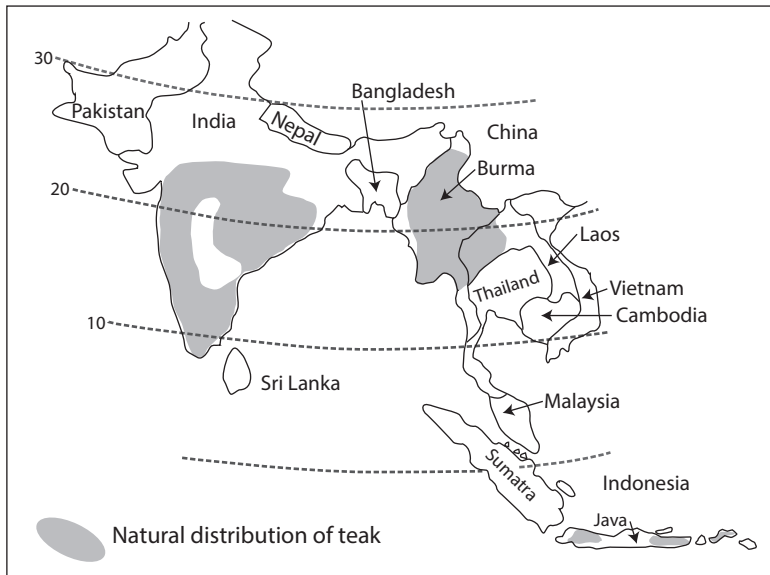 30
Bangladesh
Pakistan
India
Nepal
China
Burma
20
Laos
Thailand
Vietnam
Cambodia
10
Sri Lanka
Malaysia
Sumatra
Indonesia
Java
Natural distribution of teak